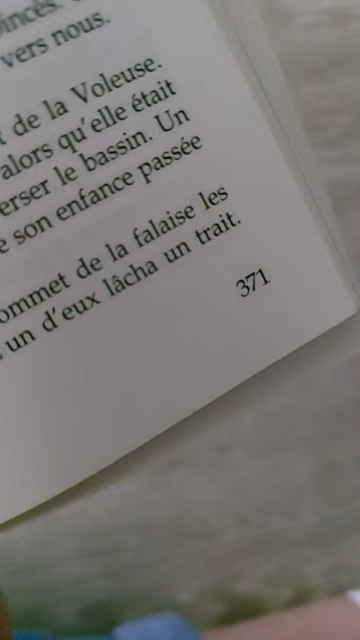 vers nous.
de la Voleuse.
alors qu'elle était
erser le bassin. Un
e son enfance passée
ommet de la falaise les
un d'eux lâcha un trait.
371